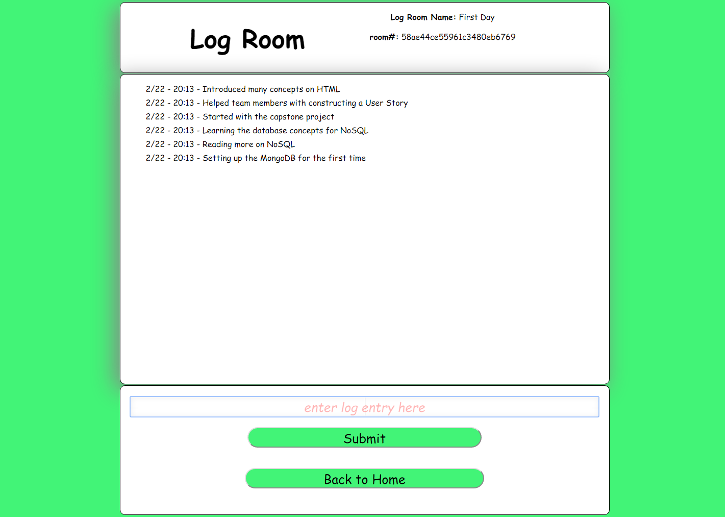 Log Room
Log Room Name: First Day
room#: 58ae44ce55961c3480eb6769
2/22 - 20:13 - Introduced many concepts on HTML
2/22 - 20:13 - Helped team members with constructing a User Story
2/22 - 20:13 - Started with the capstone project
2/22 - 20:13 - Learning the database concepts for NoSQL
2/22 - 20:13 - Reading more on NoSQL
2/22 - 20:13 - Setting up the MongoDB for the first time
enter log entry here
Submit
Back to Home